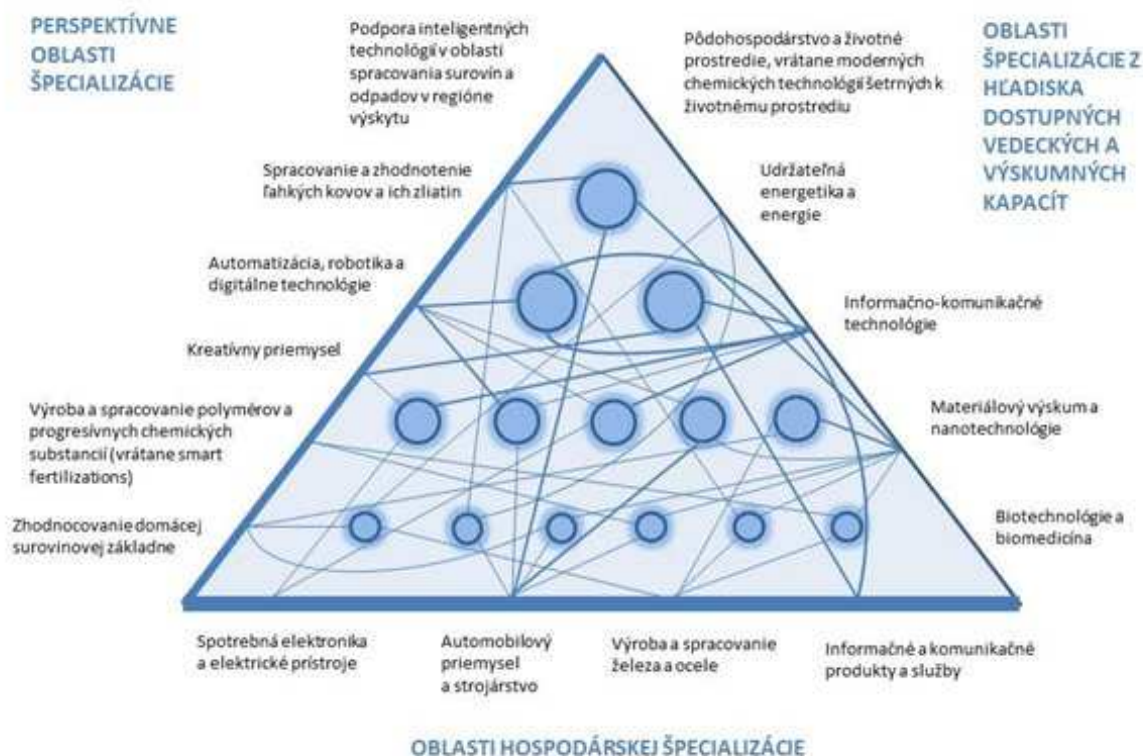 PERSPEKTÍVNE
OBLASTI
ŠPECIALIZÁCIE
Podpora inteligentných
technológií v oblasti
spracovania surovín a
odpadov v regióne
výskytu
Pôdohospodárstvo a životné
prostredie, vrátane moderných
chemických technológií šetrných k
životnému prostrediu
OBLASTI
ŠPECIALIZÁCIE Z
HĽADISKA
DOSTUPNÝCH
VEDECKÝCH A
VÝSKUMNÝCH
KAPACÍT
Spracovanie a zhodnotenie
ľahkých kovov a ich zliatin
Udržateľná
energetika a
energie
Automatizácia, robotika a
digitálne technológie
Informačno-komunikačné
technológie
Kreatívny priemysel
Výroba a spracovanie polymérov a
progresívnych chemických
substancií (vrátane smart
fertilizations)
Materiálový výskum a
nanotechnológie
Zhodnocovanie domácej
surovinovej základne
Biotechnológie a
biomedicína
Spotrebná elektronika
a elektrické prístroje
Automobilový
priemysel
a strojárstvo
Výroba a spracovanie
železa a ocele
Informačné a komunikačné
produkty a služby
OBLASTI HOSPODÁRSKEJ ŠPECIALIZÁCIE